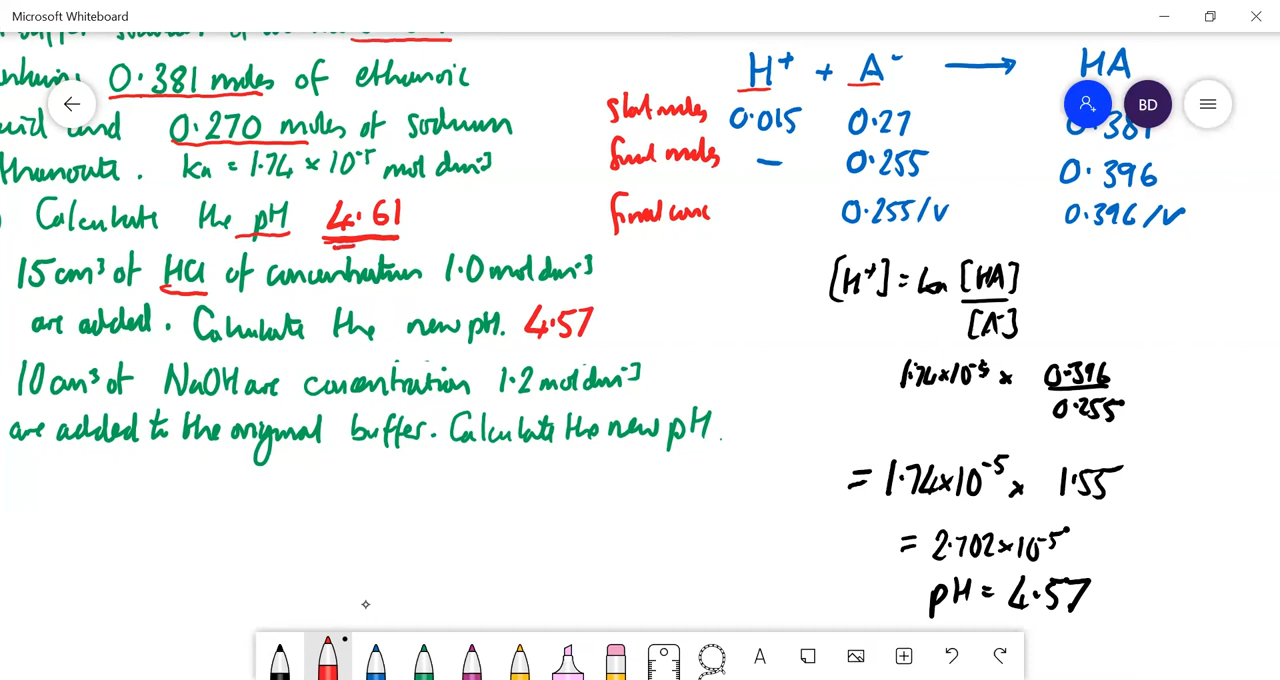 Microsoft Whiteboard
0.381 moles of ethanoic
and 0.270 moles of sodium
ka = 1.74 × 10⁻⁵ mol dm⁻³
Calculate the pH 4.61
15cm³ of HCl of concentration 1.0 mol dm⁻³
are added. Calculate the new pH. 4.57
10cm³ of NaOH are concentration 1.2 mol dm⁻³
are added to the original buffer. Calculate the new pH.
H⁺ + A⁻ → HA
start moles 0.015 0.27 0.381
final moles – 0.255 0.396
final conc 0.255/v 0.396/v
[H⁺] = ka [HA]
[A⁻]
1.74×10⁻⁵ × 0.396
0.255
= 1.74×10⁻⁵ × 1.55
= 2.702×10⁻⁵
pH = 4.57
BD
A